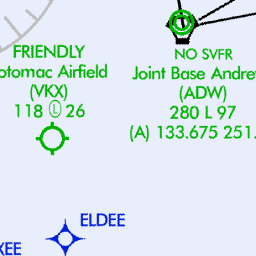 FRIENDLY
otomac Airfield
(VKX)
118 Ⓛ 26
NO SVFR
Joint Base Andre
(ADW)
280 L 97
(A) 133.675 251.
ELDEE
KEE